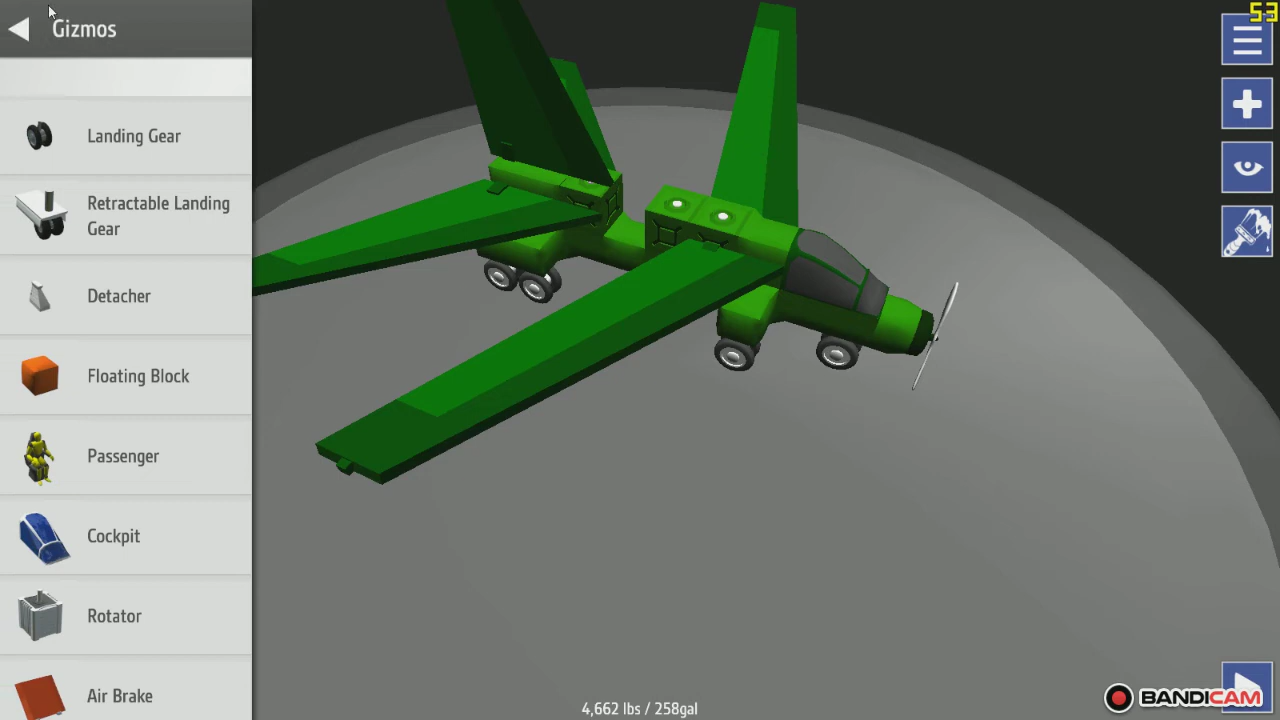 53
Gizmos
Landing Gear
Retractable Landing
Gear
Detacher
Floating Block
Passenger
Cockpit
Rotator
Air Brake
4,662 lbs / 258gal
BANDICAM